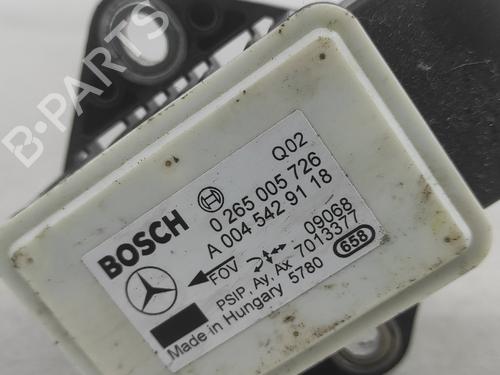 B-PARTS
Q02
BOSCH
0 265 005 726
A 004 542 91 18
FOV
09068
PSIP, Ay, Ax 7013377
Made in Hungary 5780
658